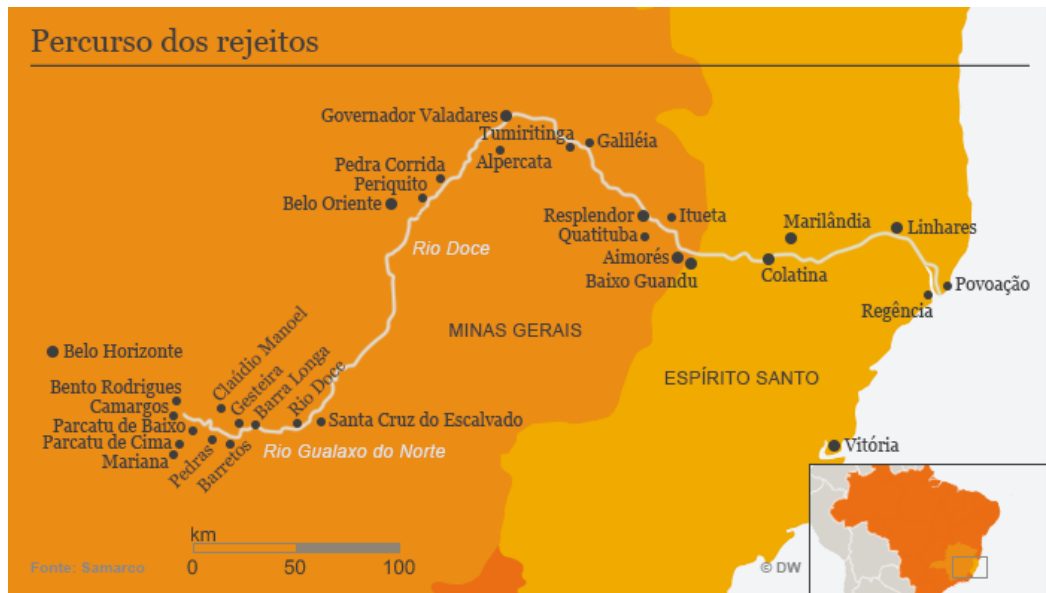 Percurso dos rejeitos
Governador Valadares
Tumiritinga
Galiléia
Alpercata
Pedra Corrida
Periquito
Belo Oriente
Resplendor
Itueta
Quatituba
Marilândia
Linhares
Rio Doce
Aimorés
Baixo Guandu
Colatina
Povoação
Regência
MINAS GERAIS
Belo Horizonte
ESPÍRITO SANTO
Bento Rodrigues
Camargos
Parcatu de Baixo
Parcatu de Cima
Mariana
Claúdio Manoel
Gesteira
Barra Longa
Rio Doce
Santa Cruz do Escalvado
Pedras
Barretos
Rio Gualaxo do Norte
Vitória
km
0 50 100
Fonte: Samarco
© DW